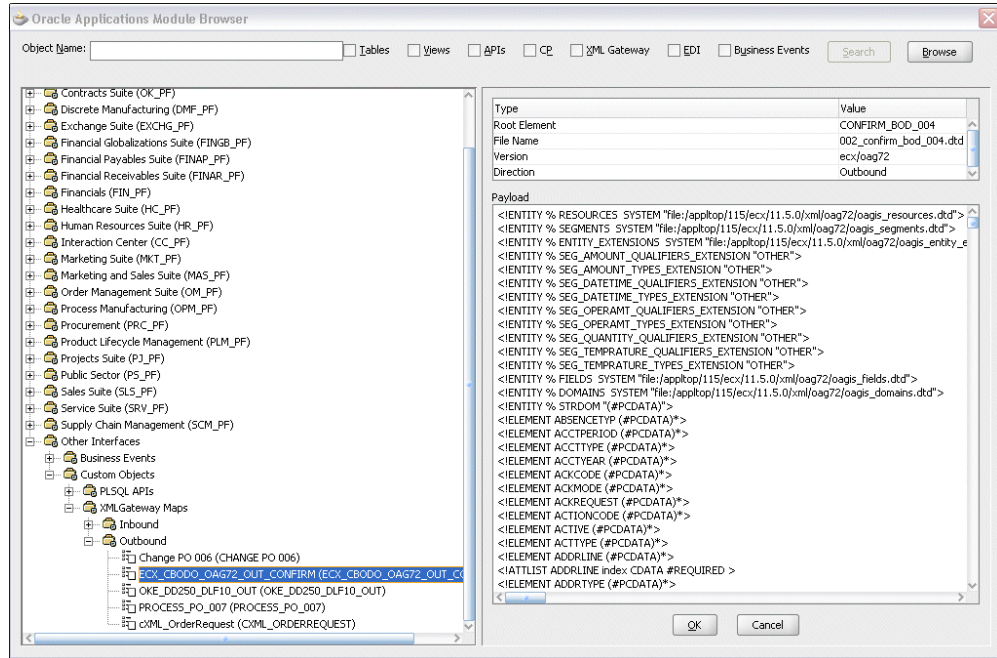 Oracle Applications Module Browser
Object Name: Tables Views APIs CP XML Gateway EDI Business Events Search Browse
Contracts Suite (OK_PF)
Discrete Manufacturing (DMF_PF)
Exchange Suite (EXCHG_PF)
Financial Globalizations Suite (FINGB_PF)
Financial Payables Suite (FINAP_PF)
Financial Receivables Suite (FINAR_PF)
Financials (FIN_PF)
Healthcare Suite (HC_PF)
Human Resources Suite (HR_PF)
Interaction Center (CC_PF)
Marketing Suite (MKT_PF)
Marketing and Sales Suite (MAS_PF)
Order Management Suite (OM_PF)
Process Manufacturing (OPM_PF)
Procurement (PRC_PF)
Product Lifecycle Management (PLM_PF)
Projects Suite (PJ_PF)
Public Sector (PS_PF)
Sales Suite (SLS_PF)
Service Suite (SRV_PF)
Supply Chain Management (SCM_PF)
Other Interfaces
Business Events
Custom Objects
PLSQL APIs
XMLGateway Maps
Inbound
Outbound
Change PO 006 (CHANGE PO 006)
ECX_CBODO_OAG72_OUT_CONFIRM (ECX_CBODO_OAG72_OUT_CO
OKE_DD250_DLF10_OUT (OKE_DD250_DLF10_OUT)
PROCESS_PO_007 (PROCESS_PO_007)
cXML_OrderRequest (CXML_ORDERREQUEST)
Type Value
Root Element CONFIRM_BOD_004
File Name 002_confirm_bod_004.dtd
Version ecx/oag72
Direction Outbound
Payload
<!ENTITY % RESOURCES SYSTEM "file:/appltop/115/ecx/11.5.0/xml/oag72/oagis_resources.dtd">
<!ENTITY % SEGMENTS SYSTEM "file:/appltop/115/ecx/11.5.0/xml/oag72/oagis_segments.dtd">
<!ENTITY % ENTITY_EXTENSIONS SYSTEM "file:/appltop/115/ecx/11.5.0/xml/oag72/oagis_entity_e
<!ENTITY % SEG_AMOUNT_QUALIFIERS_EXTENSION "OTHER">
<!ENTITY % SEG_AMOUNT_TYPES_EXTENSION "OTHER">
<!ENTITY % SEG_DATETIME_QUALIFIERS_EXTENSION "OTHER">
<!ENTITY % SEG_DATETIME_TYPES_EXTENSION "OTHER">
<!ENTITY % SEG_OPERAMT_QUALIFIERS_EXTENSION "OTHER">
<!ENTITY % SEG_OPERAMT_TYPES_EXTENSION "OTHER">
<!ENTITY % SEG_QUANTITY_QUALIFIERS_EXTENSION "OTHER">
<!ENTITY % SEG_TEMPRATURE_QUALIFIERS_EXTENSION "OTHER">
<!ENTITY % SEG_TEMPRATURE_TYPES_EXTENSION "OTHER">
<!ENTITY % FIELDS SYSTEM "file:/appltop/115/ecx/11.5.0/xml/oag72/oagis_fields.dtd">
<!ENTITY % DOMAINS SYSTEM "file:/appltop/115/ecx/11.5.0/xml/oag72/oagis_domains.dtd">
<!ENTITY % STRDOM "(#PCDATA)">
<!ELEMENT ABSENCETYP (#PCDATA)*>
<!ELEMENT ACCTPERIOD (#PCDATA)*>
<!ELEMENT ACCTTYPE (#PCDATA)*>
<!ELEMENT ACCTYEAR (#PCDATA)*>
<!ELEMENT ACKCODE (#PCDATA)*>
<!ELEMENT ACKMODE (#PCDATA)*>
<!ELEMENT ACKREQUEST (#PCDATA)*>
<!ELEMENT ACTIONCODE (#PCDATA)*>
<!ELEMENT ACTIVE (#PCDATA)*>
<!ELEMENT ACTTYPE (#PCDATA)*>
<!ELEMENT ADDRLINE (#PCDATA)*>
<!ATTLIST ADDRLINE index CDATA #REQUIRED >
<!ELEMENT ADDRTYPE (#PCDATA)*>
OK Cancel